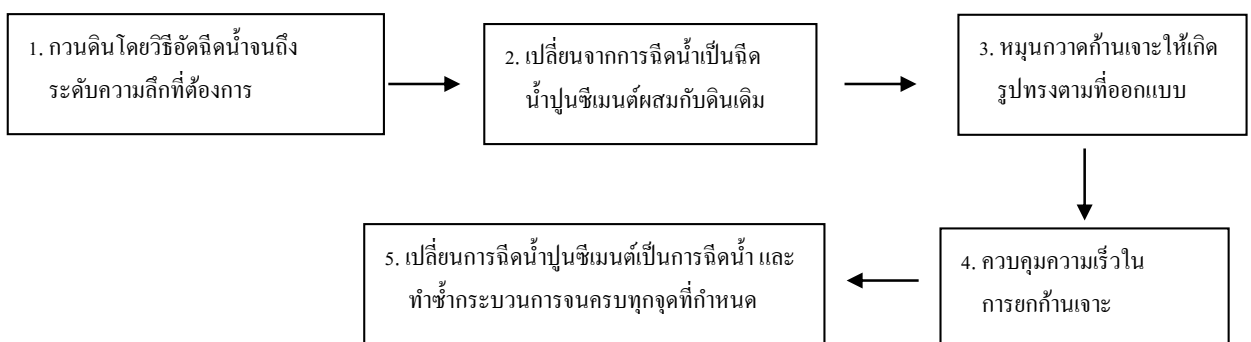 1. กวนดินโดยวิธีอัดฉีดน้ำจนถึง
ระดับความลึกที่ต้องการ
2. เปลี่ยนจากการฉีดน้ำเป็นฉีด
น้ำปูนซีเมนต์ผสมกับดินเดิม
3. หมุนกวาดก้านเจาะให้เกิด
รูปทรงตามที่ออกแบบ
4. ควบคุมความเร็วใน
การยกก้านเจาะ
5. เปลี่ยนการฉีดน้ำปูนซีเมนต์เป็นการฉีดน้ำ และ
ทำซ้ำกระบวนการจนครบทุกจุดที่กำหนด